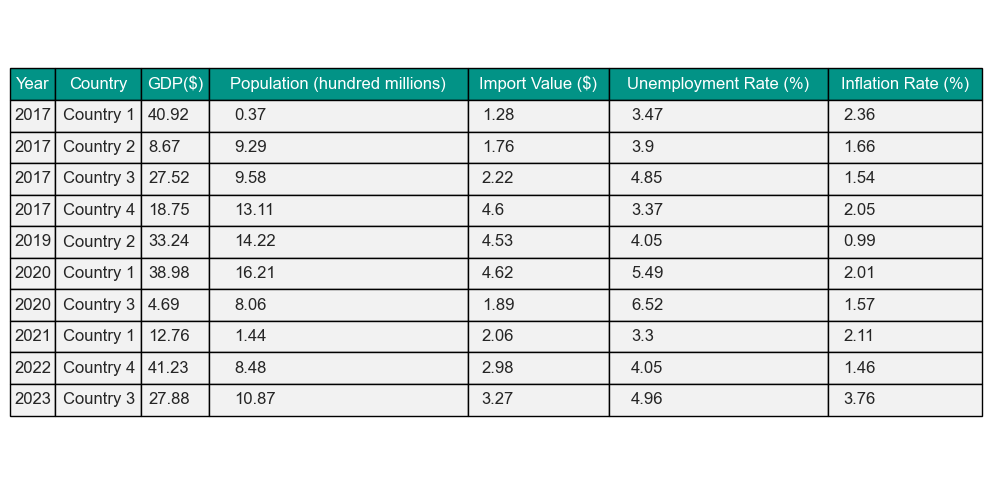 Year Country GDP($) Population (hundred millions) Import Value ($) Unemployment Rate (%) Inflation Rate (%)
2017 Country 1 40.92 0.37 1.28 3.47 2.36
2017 Country 2 8.67 9.29 1.76 3.9 1.66
2017 Country 3 27.52 9.58 2.22 4.85 1.54
2017 Country 4 18.75 13.11 4.6 3.37 2.05
2019 Country 2 33.24 14.22 4.53 4.05 0.99
2020 Country 1 38.98 16.21 4.62 5.49 2.01
2020 Country 3 4.69 8.06 1.89 6.52 1.57
2021 Country 1 12.76 1.44 2.06 3.3 2.11
2022 Country 4 41.23 8.48 2.98 4.05 1.46
2023 Country 3 27.88 10.87 3.27 4.96 3.76